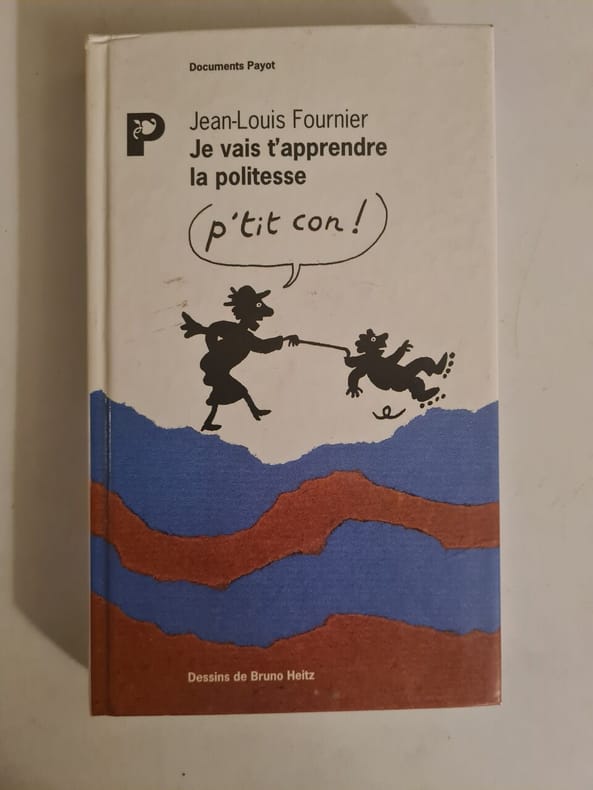 Documents Payot
P
Jean-Louis Fournier
Je vais t'apprendre
la politesse
p'tit con !
Dessins de Bruno Heitz